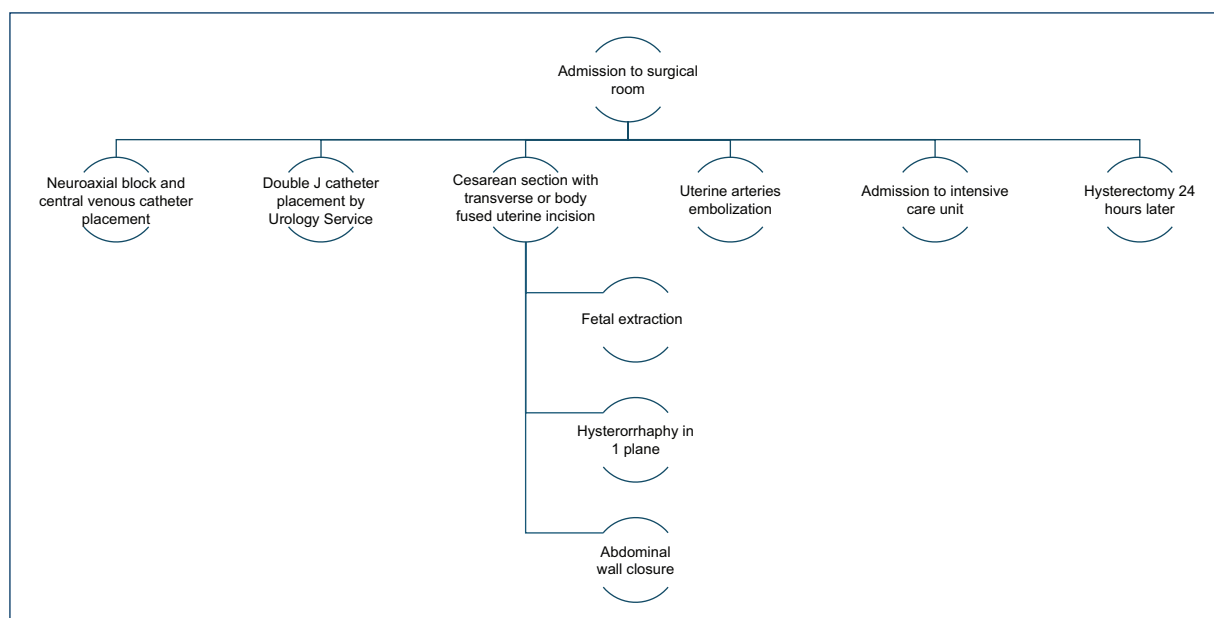 Admission to surgical
room
Neuroaxial block and
central venous catheter
placement
Double J catheter
placement by
Urology Service
Cesarean section with
transverse or body
fused uterine incision
Uterine arteries
embolization
Admission to intensive
care unit
Hysterectomy 24
hours later
Fetal extraction
Hysterorrhaphy in
1 plane
Abdominal
wall closure